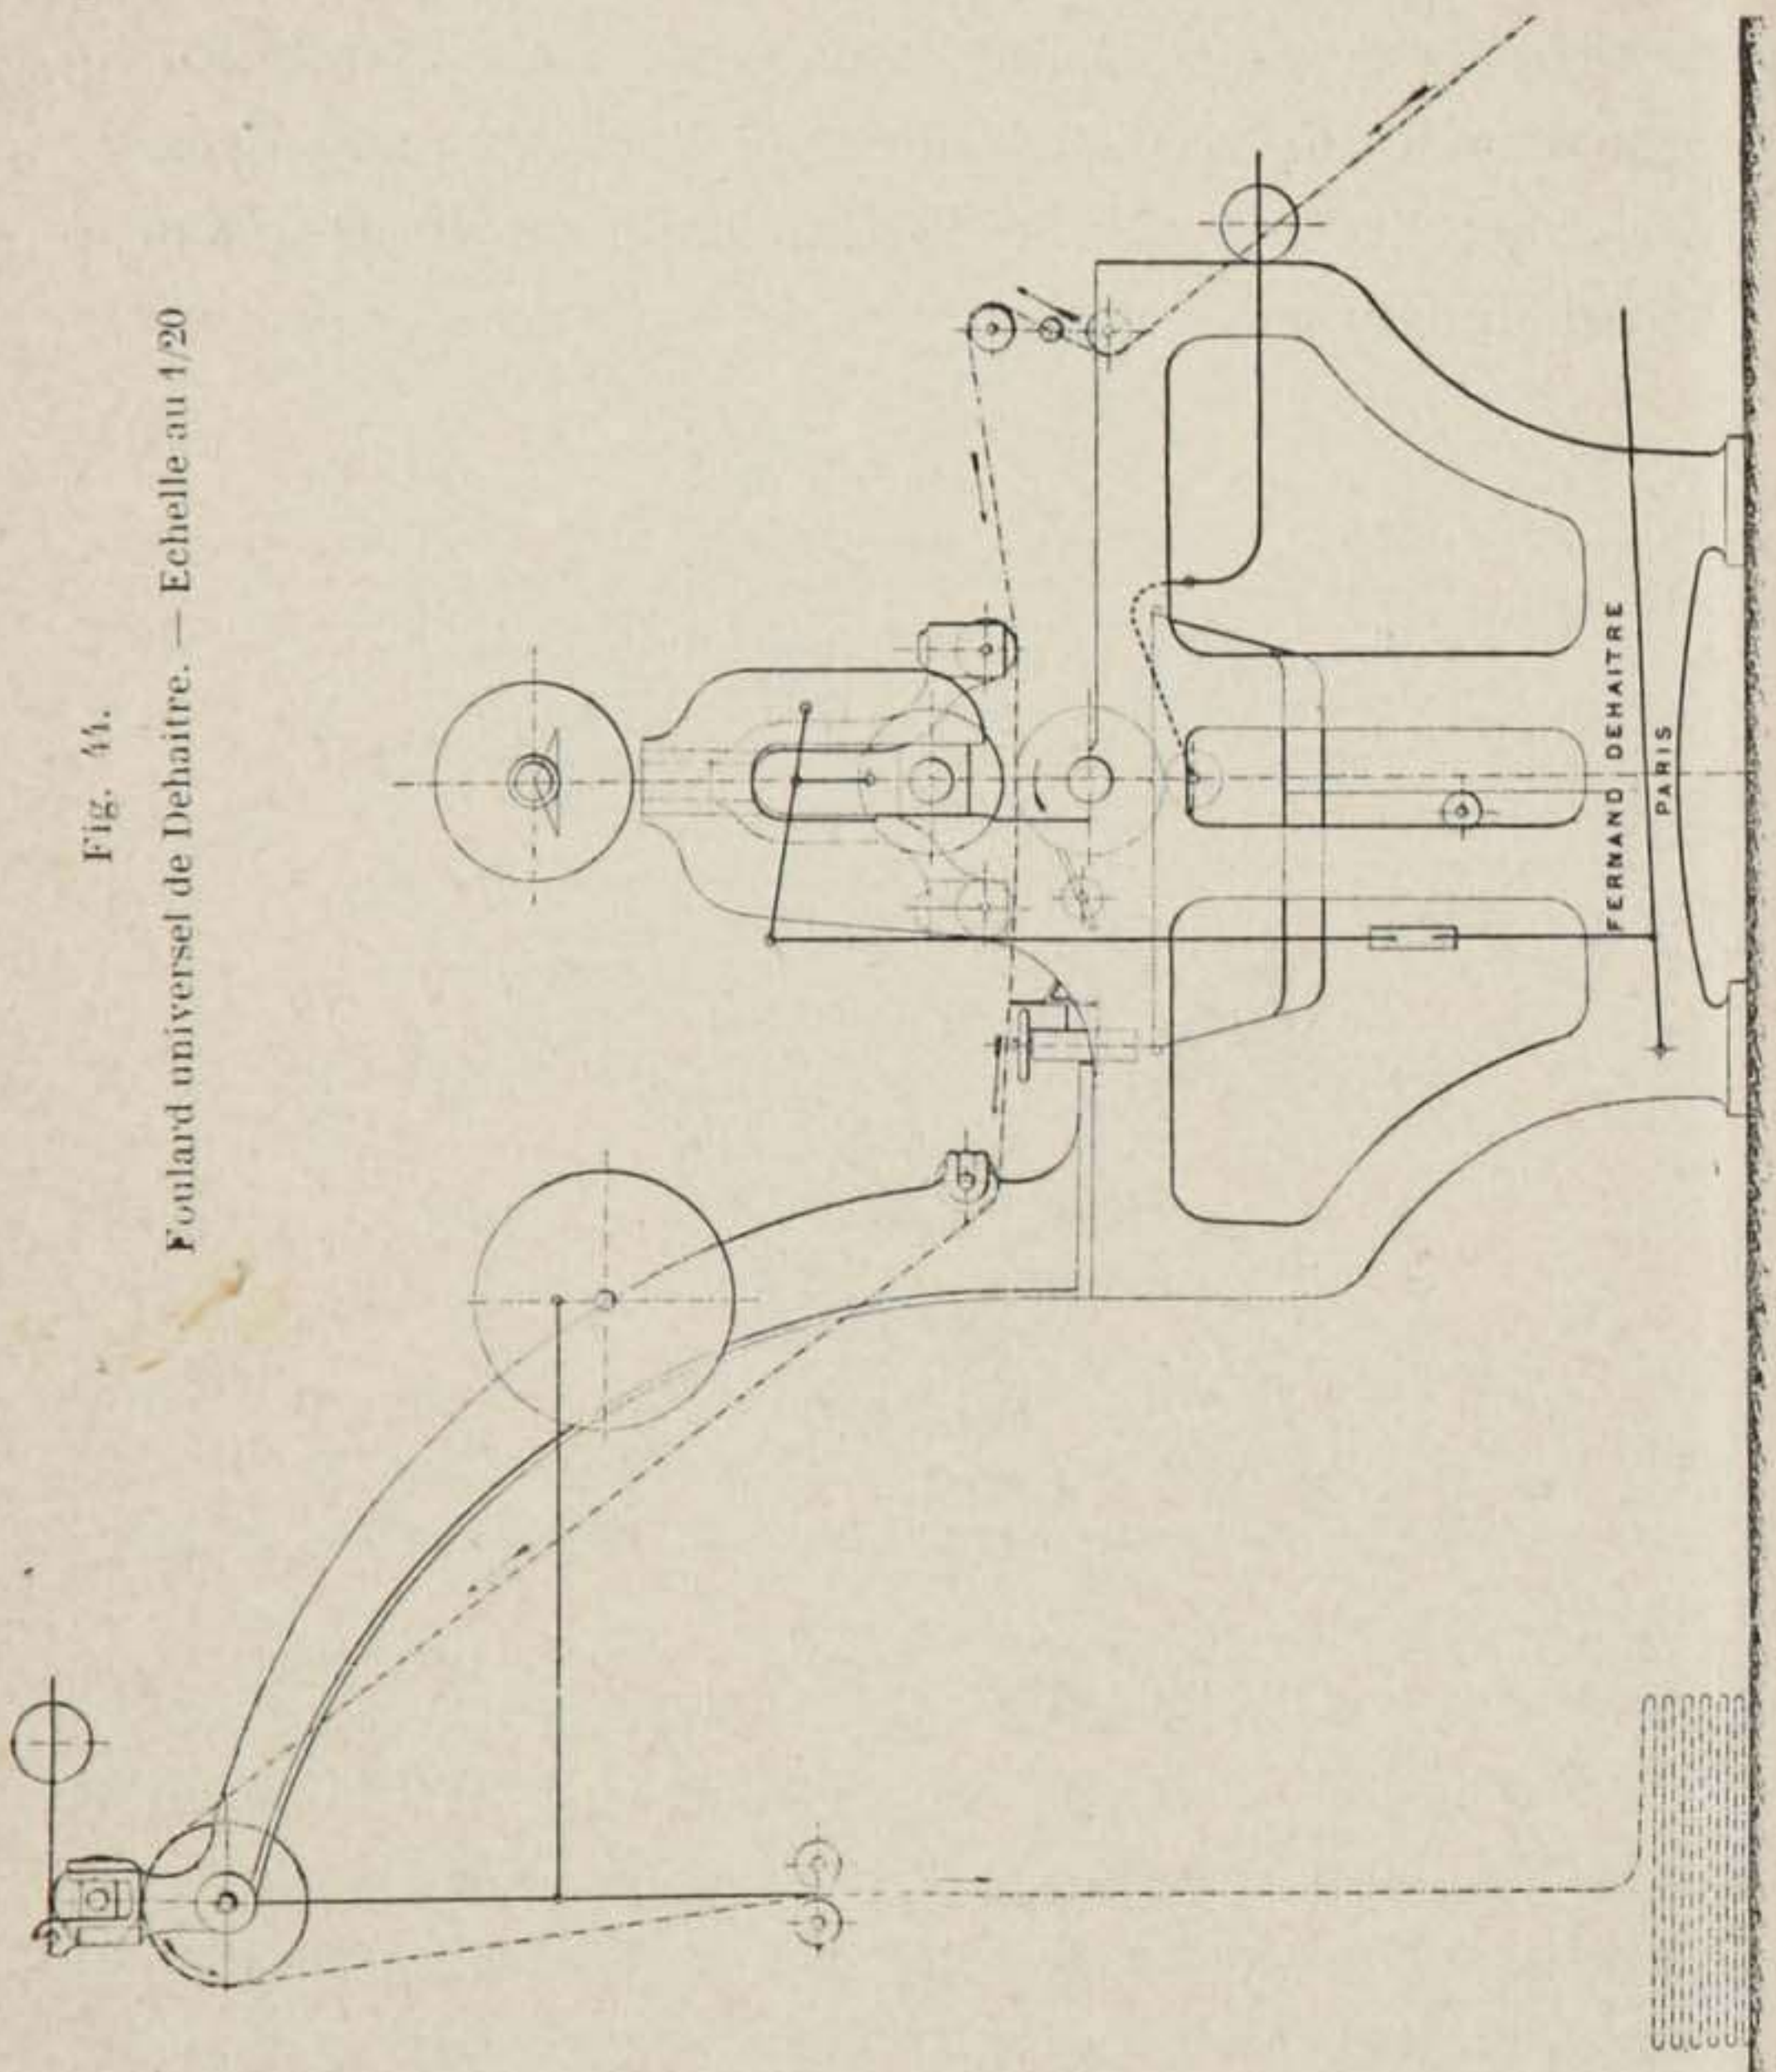 Fig. 44.
Foulard universel de Dehaitre. — Echelle au 1/20
FERNAND DEHAITRE
PARIS